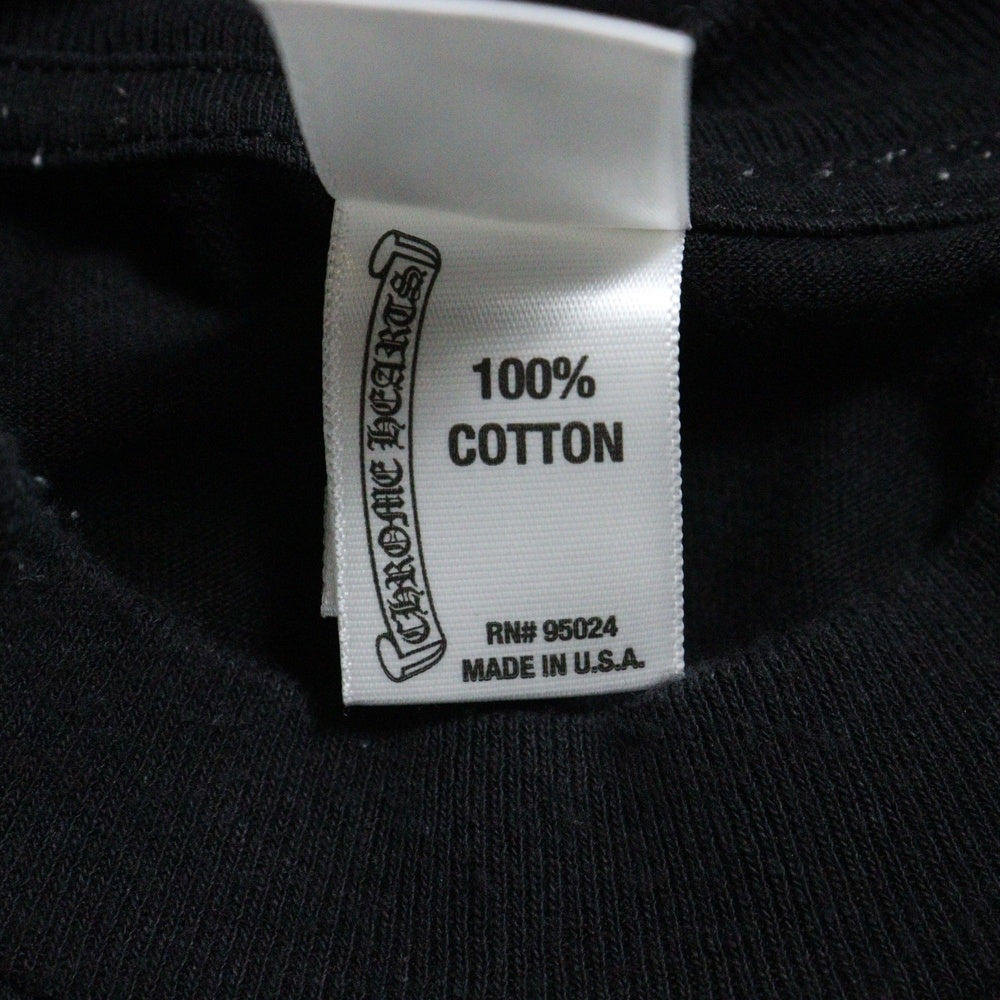 CHROME HEARTS
100%
COTTON
RN# 95024
MADE IN U.S.A.